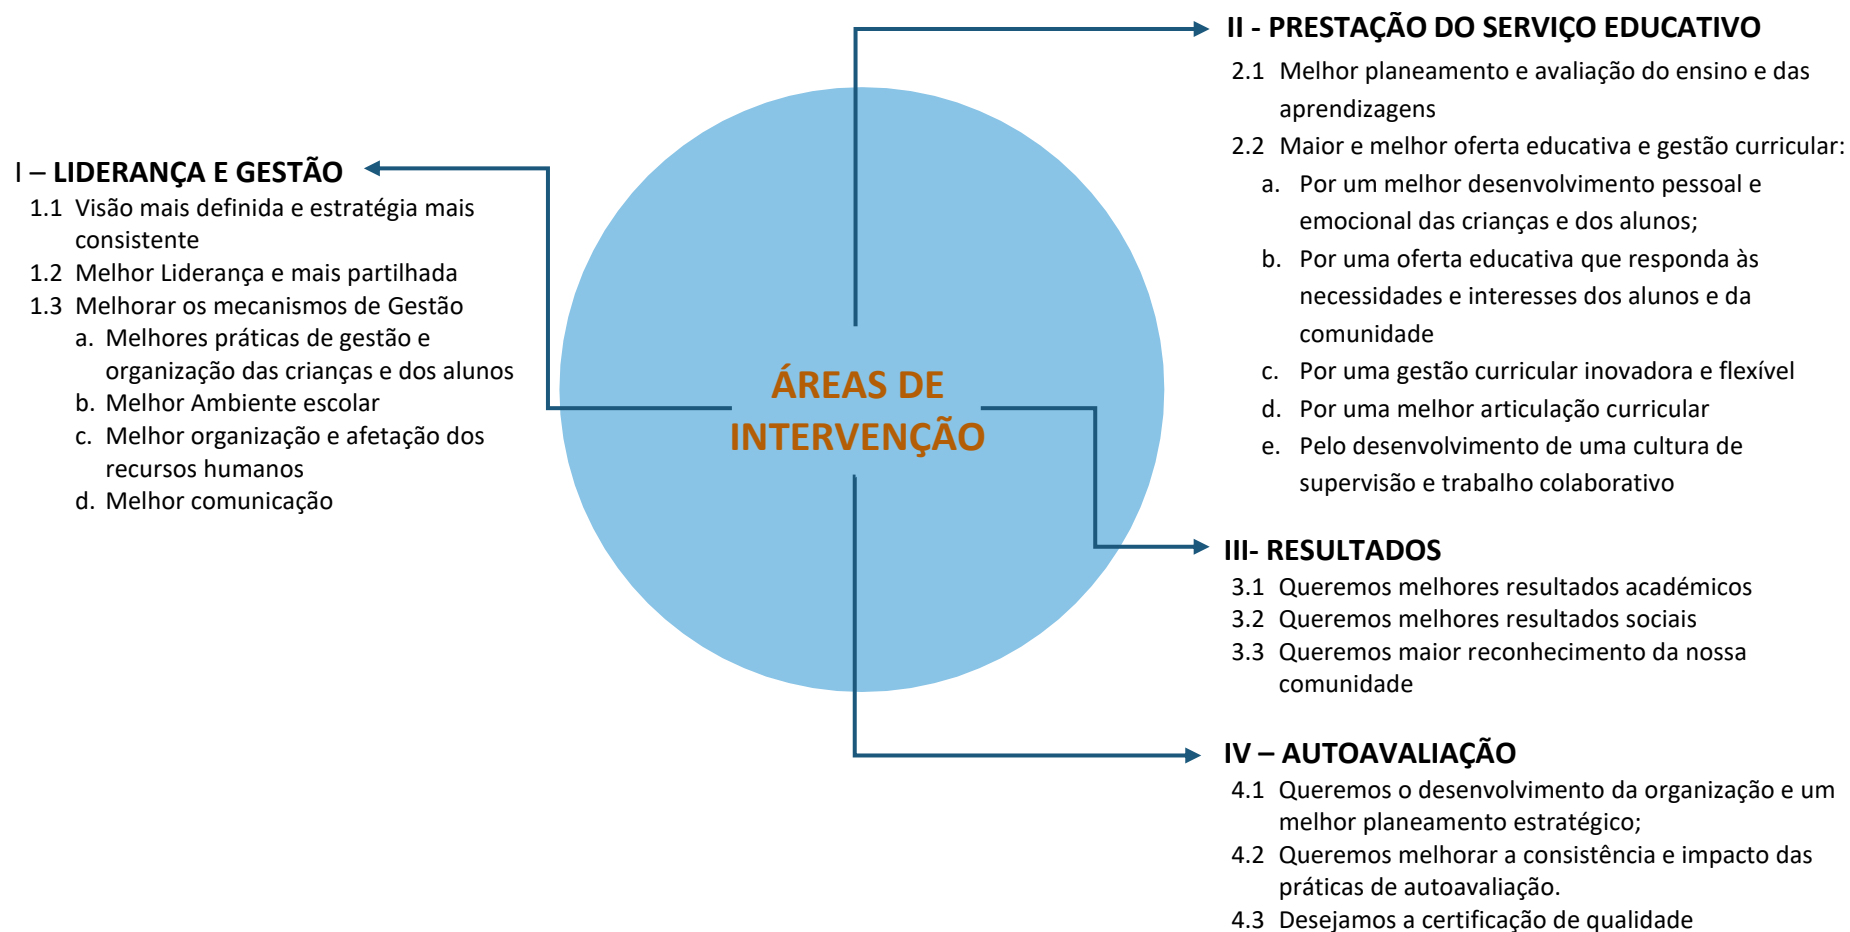 I – LIDERANÇA E GESTÃO
1.1 Visão mais definida e estratégia mais
consistente
1.2 Melhor Liderança e mais partilhada
1.3 Melhorar os mecanismos de Gestão
a. Melhores práticas de gestão e
organização das crianças e dos alunos
b. Melhor Ambiente escolar
c. Melhor organização e afetação dos
recursos humanos
d. Melhor comunicação
ÁREAS DE
INTERVENÇÃO
II - PRESTAÇÃO DO SERVIÇO EDUCATIVO
2.1 Melhor planeamento e avaliação do ensino e das
aprendizagens
2.2 Maior e melhor oferta educativa e gestão curricular:
a. Por um melhor desenvolvimento pessoal e
emocional das crianças e dos alunos;
b. Por uma oferta educativa que responda às
necessidades e interesses dos alunos e da
comunidade
c. Por uma gestão curricular inovadora e flexível
d. Por uma melhor articulação curricular
e. Pelo desenvolvimento de uma cultura de
supervisão e trabalho colaborativo
III- RESULTADOS
3.1 Queremos melhores resultados académicos
3.2 Queremos melhores resultados sociais
3.3 Queremos maior reconhecimento da nossa
comunidade
IV – AUTOAVALIAÇÃO
4.1 Queremos o desenvolvimento da organização e um
melhor planeamento estratégico;
4.2 Queremos melhorar a consistência e impacto das
práticas de autoavaliação.
4.3 Desejamos a certificação de qualidade